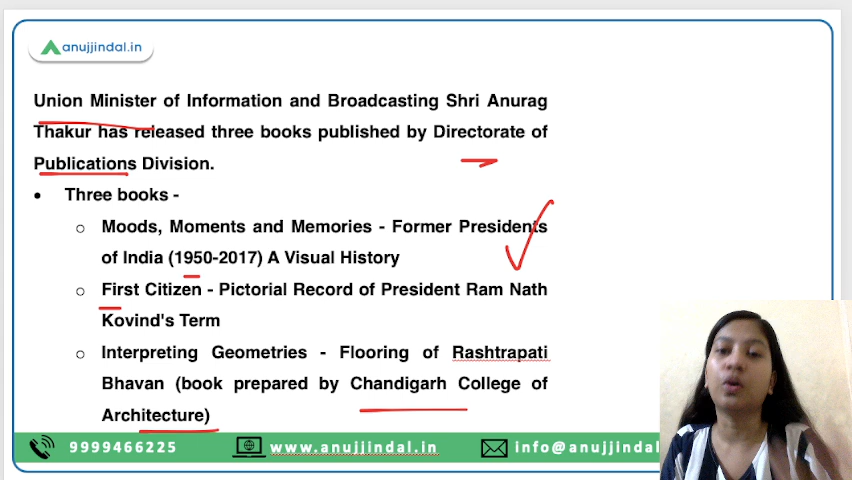 anujjindal.in
Union Minister of Information and Broadcasting Shri Anurag
Thakur has released three books published by Directorate of
Publications Division.
• Three books -
o Moods, Moments and Memories - Former Presidents
of India (1950-2017) A Visual History
o First Citizen - Pictorial Record of President Ram Nath
Kovind's Term
o Interpreting Geometries - Flooring of Rashtrapati
Bhavan (book prepared by Chandigarh College of
Architecture)
9999466225 www.anujjindal.in info@anujjindal